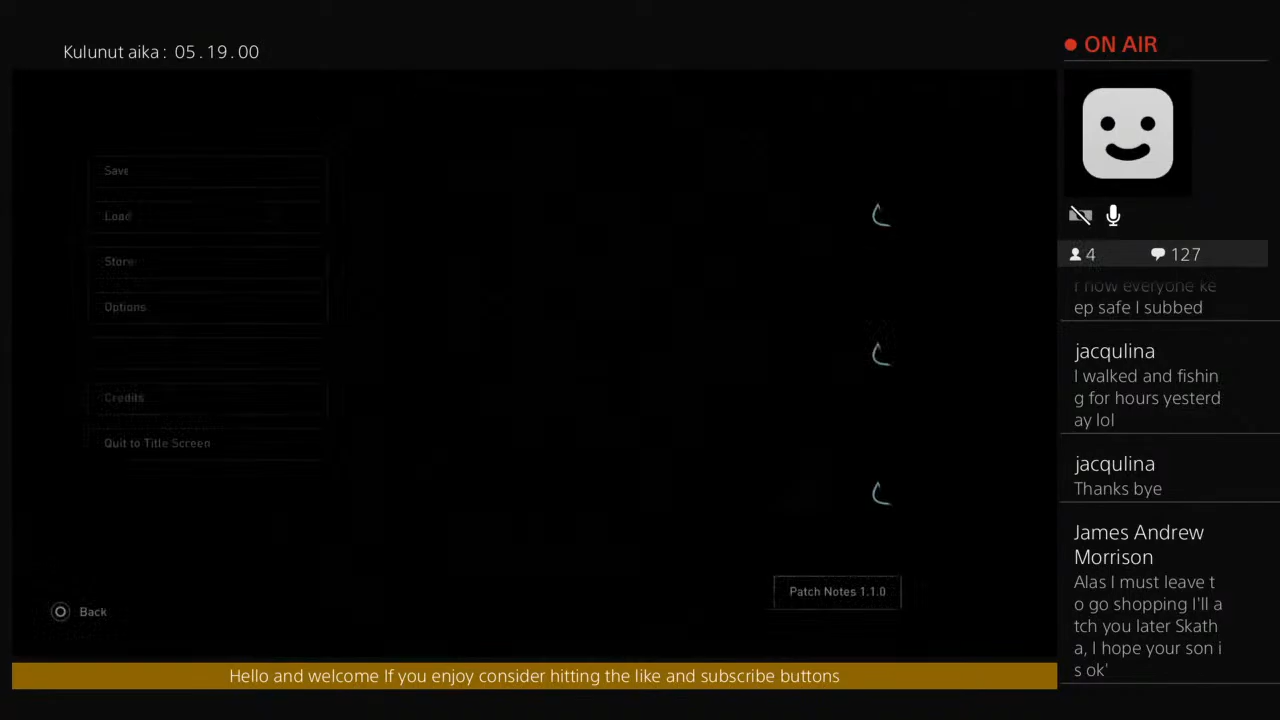 Kulunut aika : 05.19.00
ON AIR
Save
Load
Store
Options
Credits
Quit to Title Screen
Patch Notes 1.1.0
Back
Hello and welcome If you enjoy consider hitting the like and subscribe buttons
4 127
r now everyone ke
ep safe I subbed
jacqulina
I walked and fishin
g for hours yesterd
ay lol
jacqulina
Thanks bye
James Andrew
Morrison
Alas I must leave t
o go shopping I'll a
tch you later Skath
a, I hope your son i
s ok'